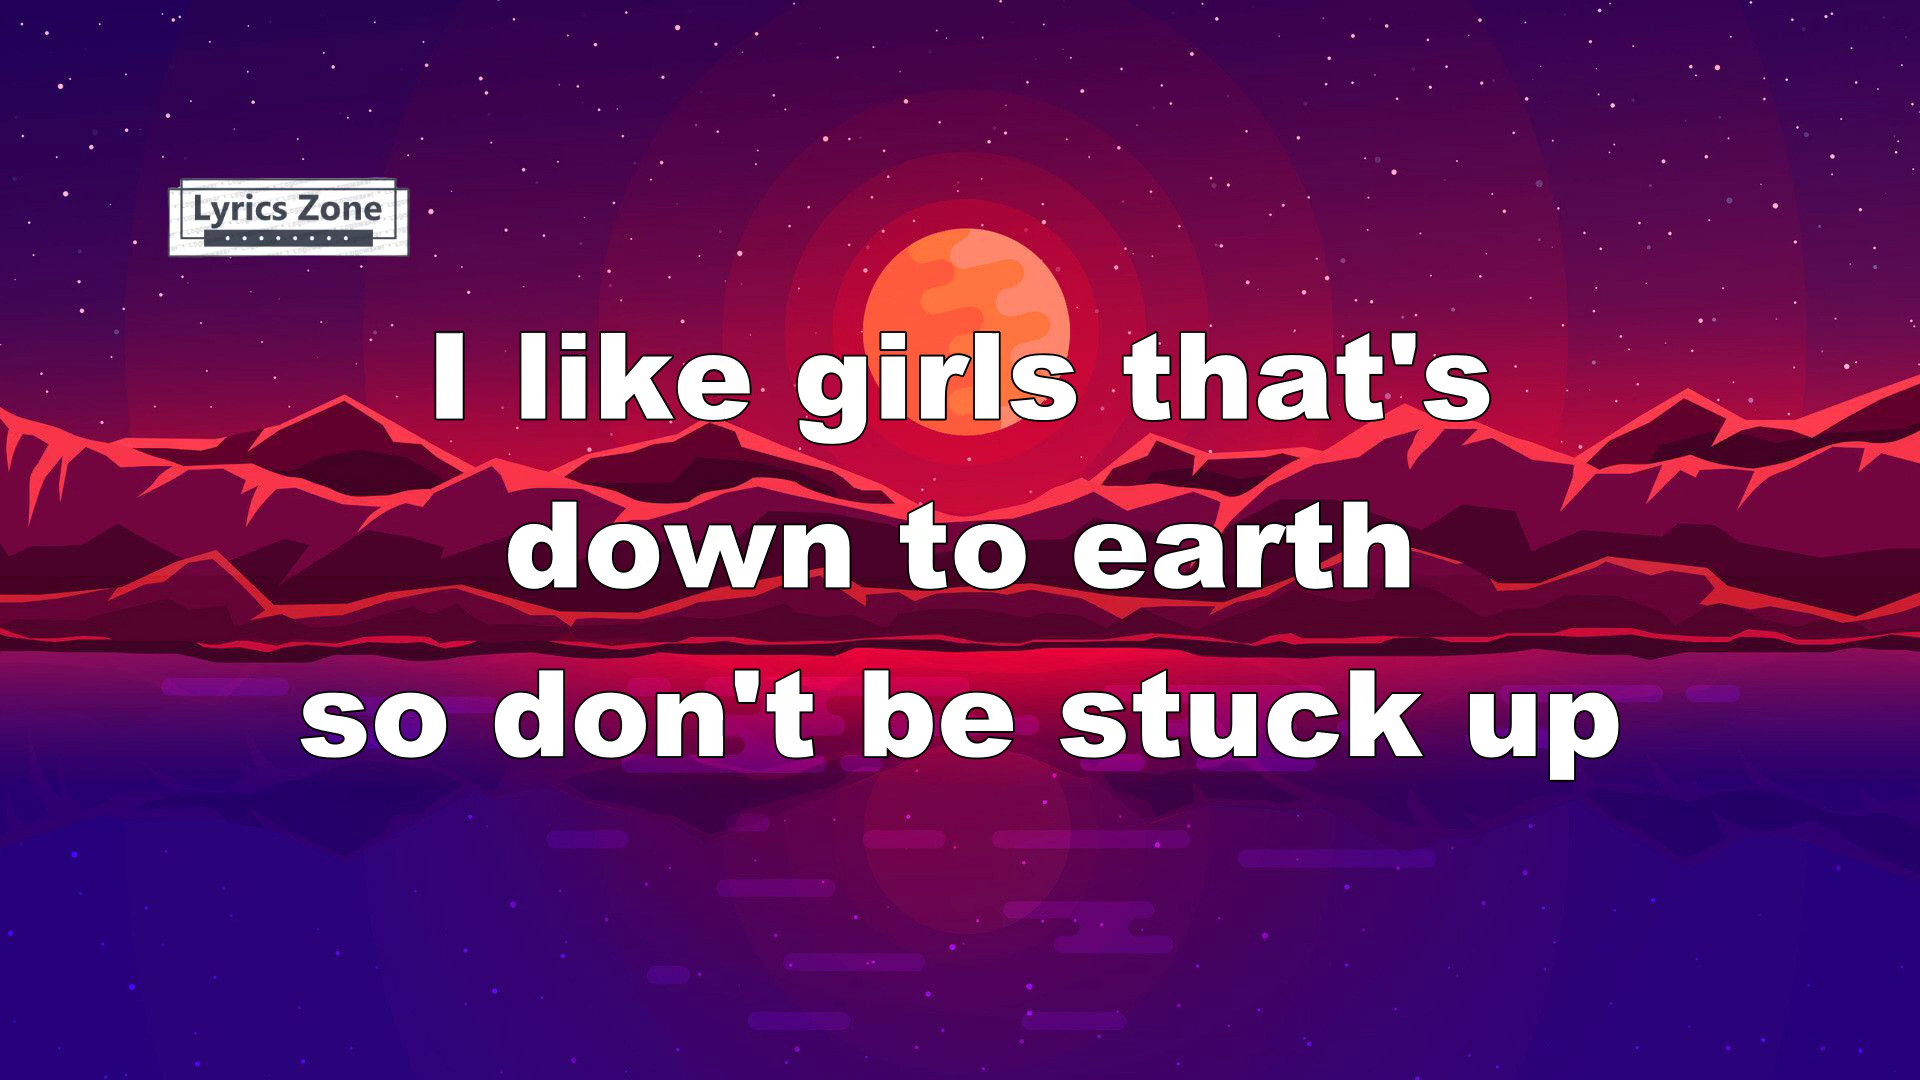 Lyrics Zone
I like girls that's
down to earth
so don't be stuck up